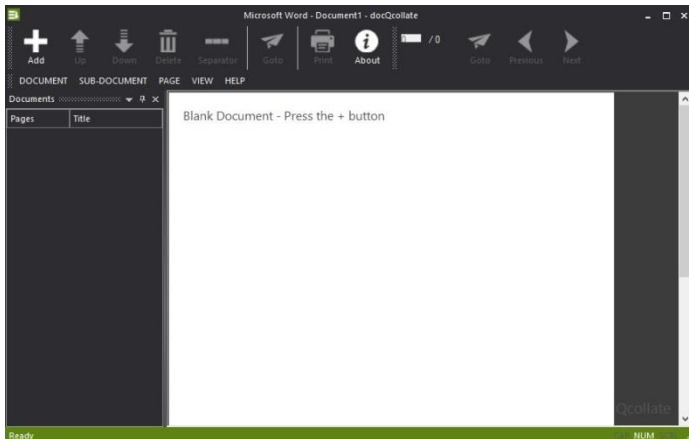 Microsoft Word - Document1 - docQcollate
Add Up Down Delete Separator Goto Print About 1 / 0 Goto Previous Next
DOCUMENT SUB-DOCUMENT PAGE VIEW HELP
Documents
Pages Title
Blank Document - Press the + button
Qcollate
Ready NUM